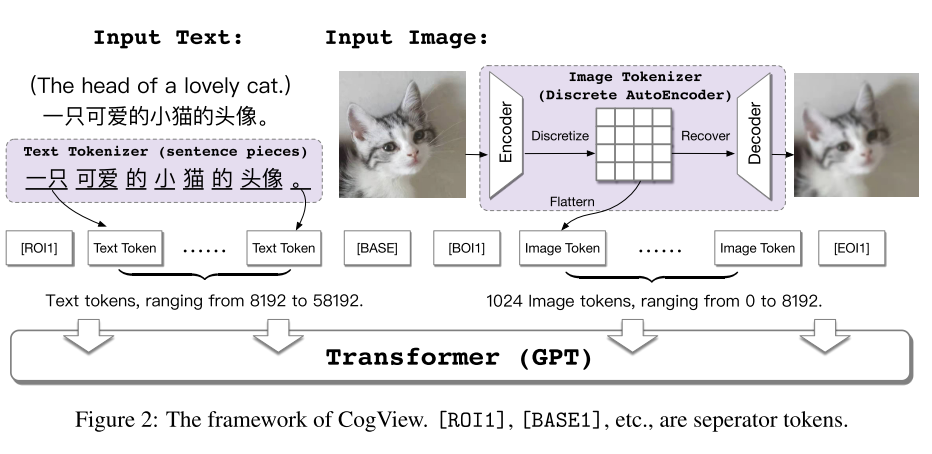 Input Text:
Input Image:
(The head of a lovely cat.)
一只可爱的小猫的头像。
Text Tokenizer (sentence pieces)
一只 可爱 的 小 猫 的 头像 。
Image Tokenizer
(Discrete AutoEncoder)
Encoder
Discretize
Recover
Decoder
Flattern
[ROI1]
Text Token
......
Text Token
[BASE]
[BOI1]
Image Token
......
Image Token
[EOI1]
Text tokens, ranging from 8192 to 58192.
1024 Image tokens, ranging from 0 to 8192.
Transformer (GPT)
Figure 2: The framework of CogView. [ROI1], [BASE1], etc., are seperator tokens.